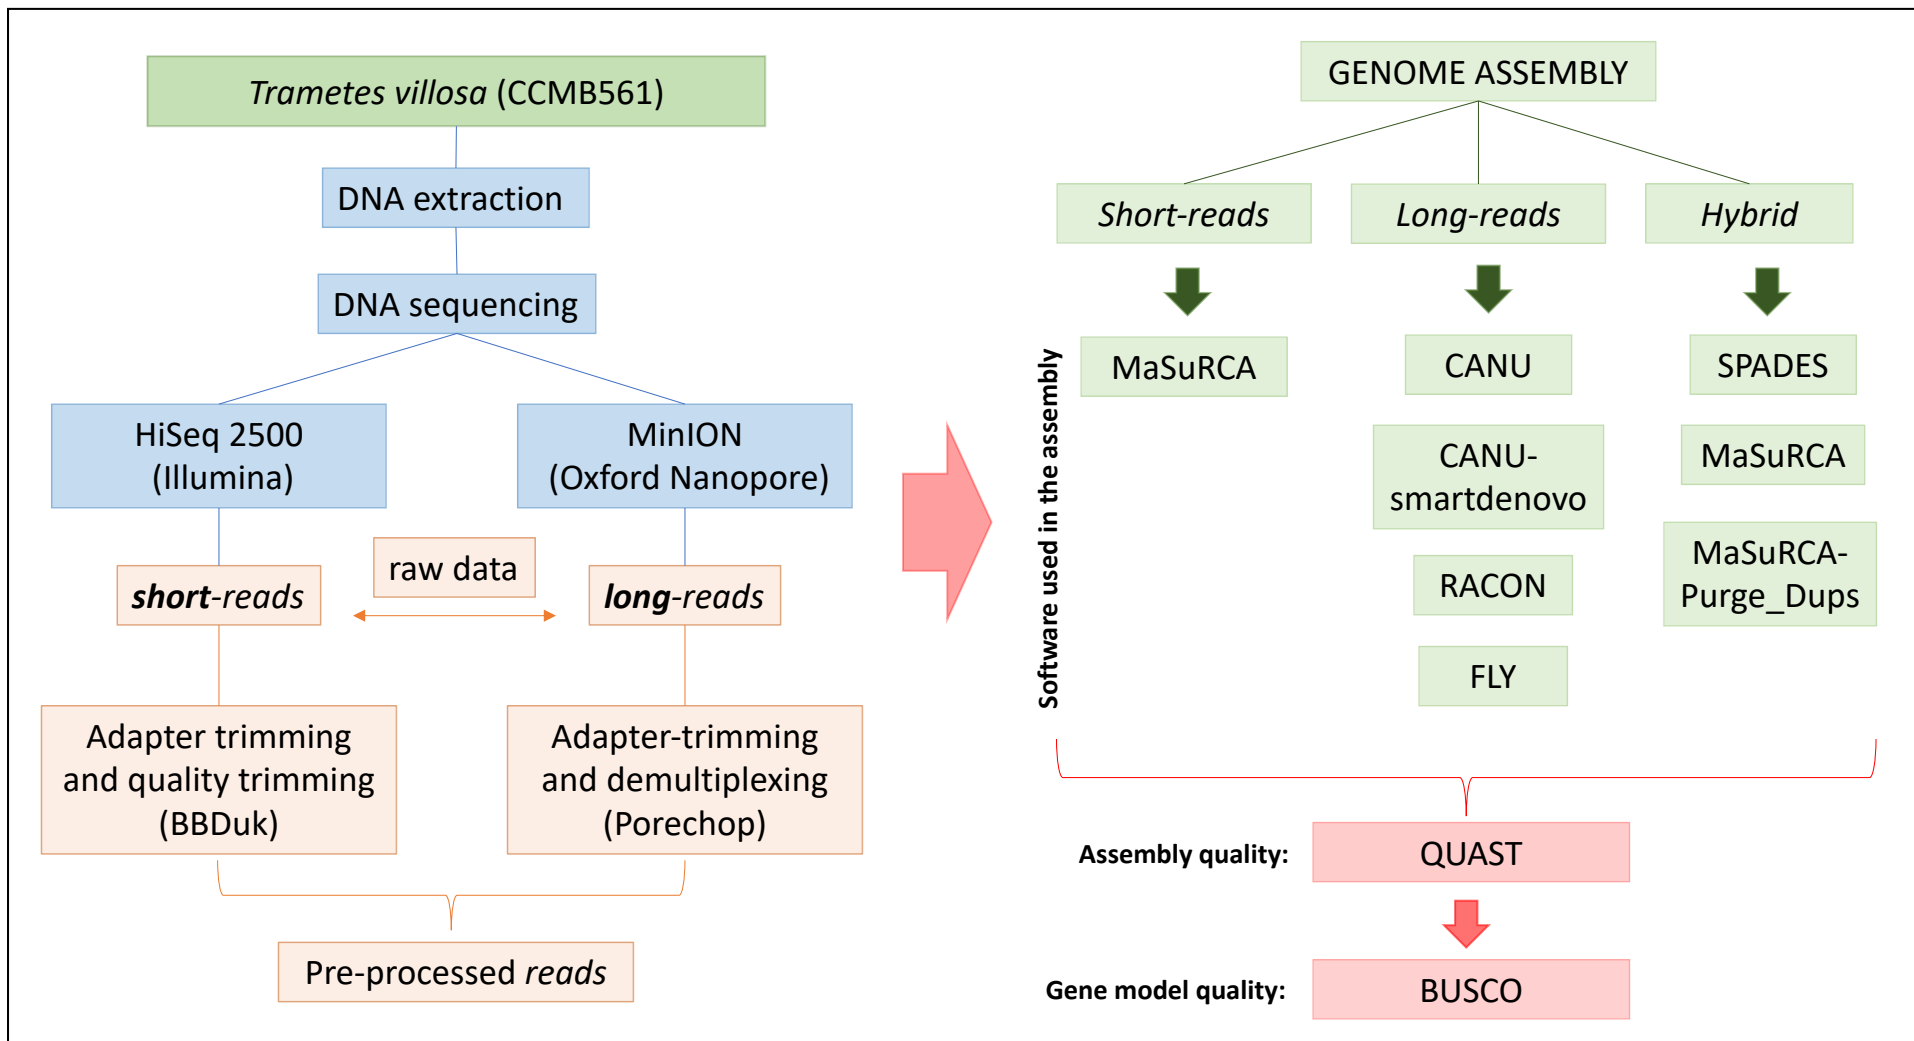 Trametes villosa (CCMB561)
DNA extraction
DNA sequencing
HiSeq 2500
(Illumina)
MinION
(Oxford Nanopore)
raw data
short-reads
long-reads
Adapter trimming
and quality trimming
(BBDuk)
Adapter-trimming
and demultiplexing
(Porechop)
Pre-processed reads
GENOME ASSEMBLY
Short-reads
Long-reads
Hybrid
Software used in the assembly
MaSuRCA
CANU
CANU-
smartdenovo
RACON
FLY
SPADES
MaSuRCA
MaSuRCA-
Purge_Dups
Assembly quality:
QUAST
Gene model quality:
BUSCO